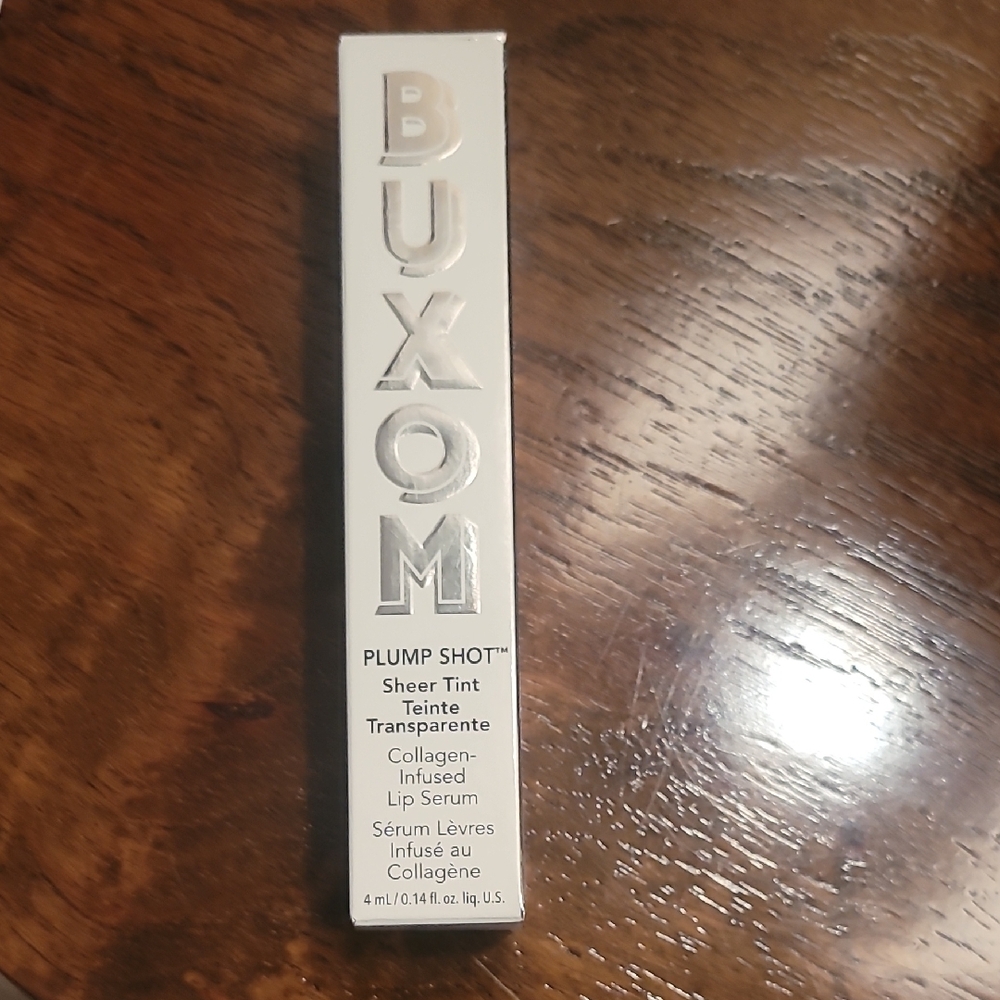 BUXOM
PLUMP SHOT™
Sheer Tint
Teinte
Transparente
Collagen-
Infused
Lip Serum
Sérum Lèvres
Infusé au
Collagène
4 mL / 0.14 fl. oz. liq. U.S.